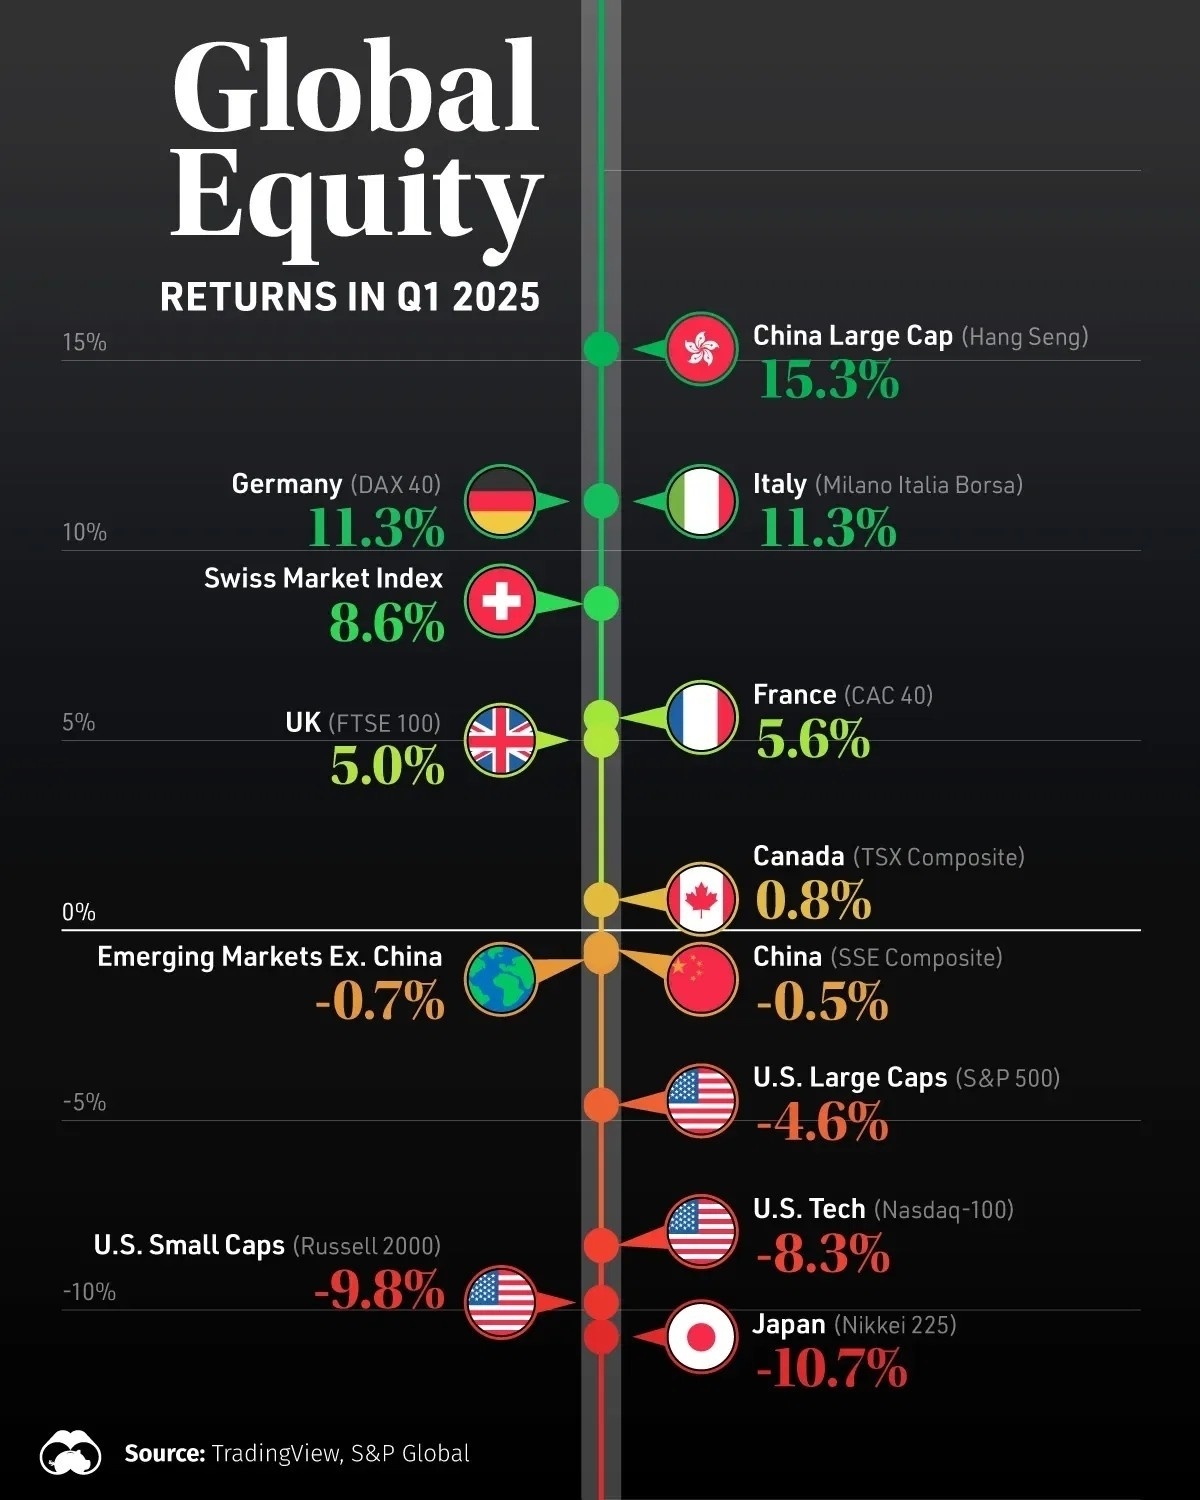 Global
Equity
RETURNS IN Q1 2025
15%
China Large Cap (Hang Seng)
15.3%
Germany (DAX 40)
11.3%
Italy (Milano Italia Borsa)
11.3%
10%
Swiss Market Index
8.6%
France (CAC 40)
5.6%
5%
UK (FTSE 100)
5.0%
Canada (TSX Composite)
0.8%
0%
Emerging Markets Ex. China
-0.7%
China (SSE Composite)
-0.5%
U.S. Large Caps (S&P 500)
-4.6%
-5%
U.S. Tech (Nasdaq-100)
-8.3%
U.S. Small Caps (Russell 2000)
-9.8%
-10%
Japan (Nikkei 225)
-10.7%
Source: TradingView, S&P Global